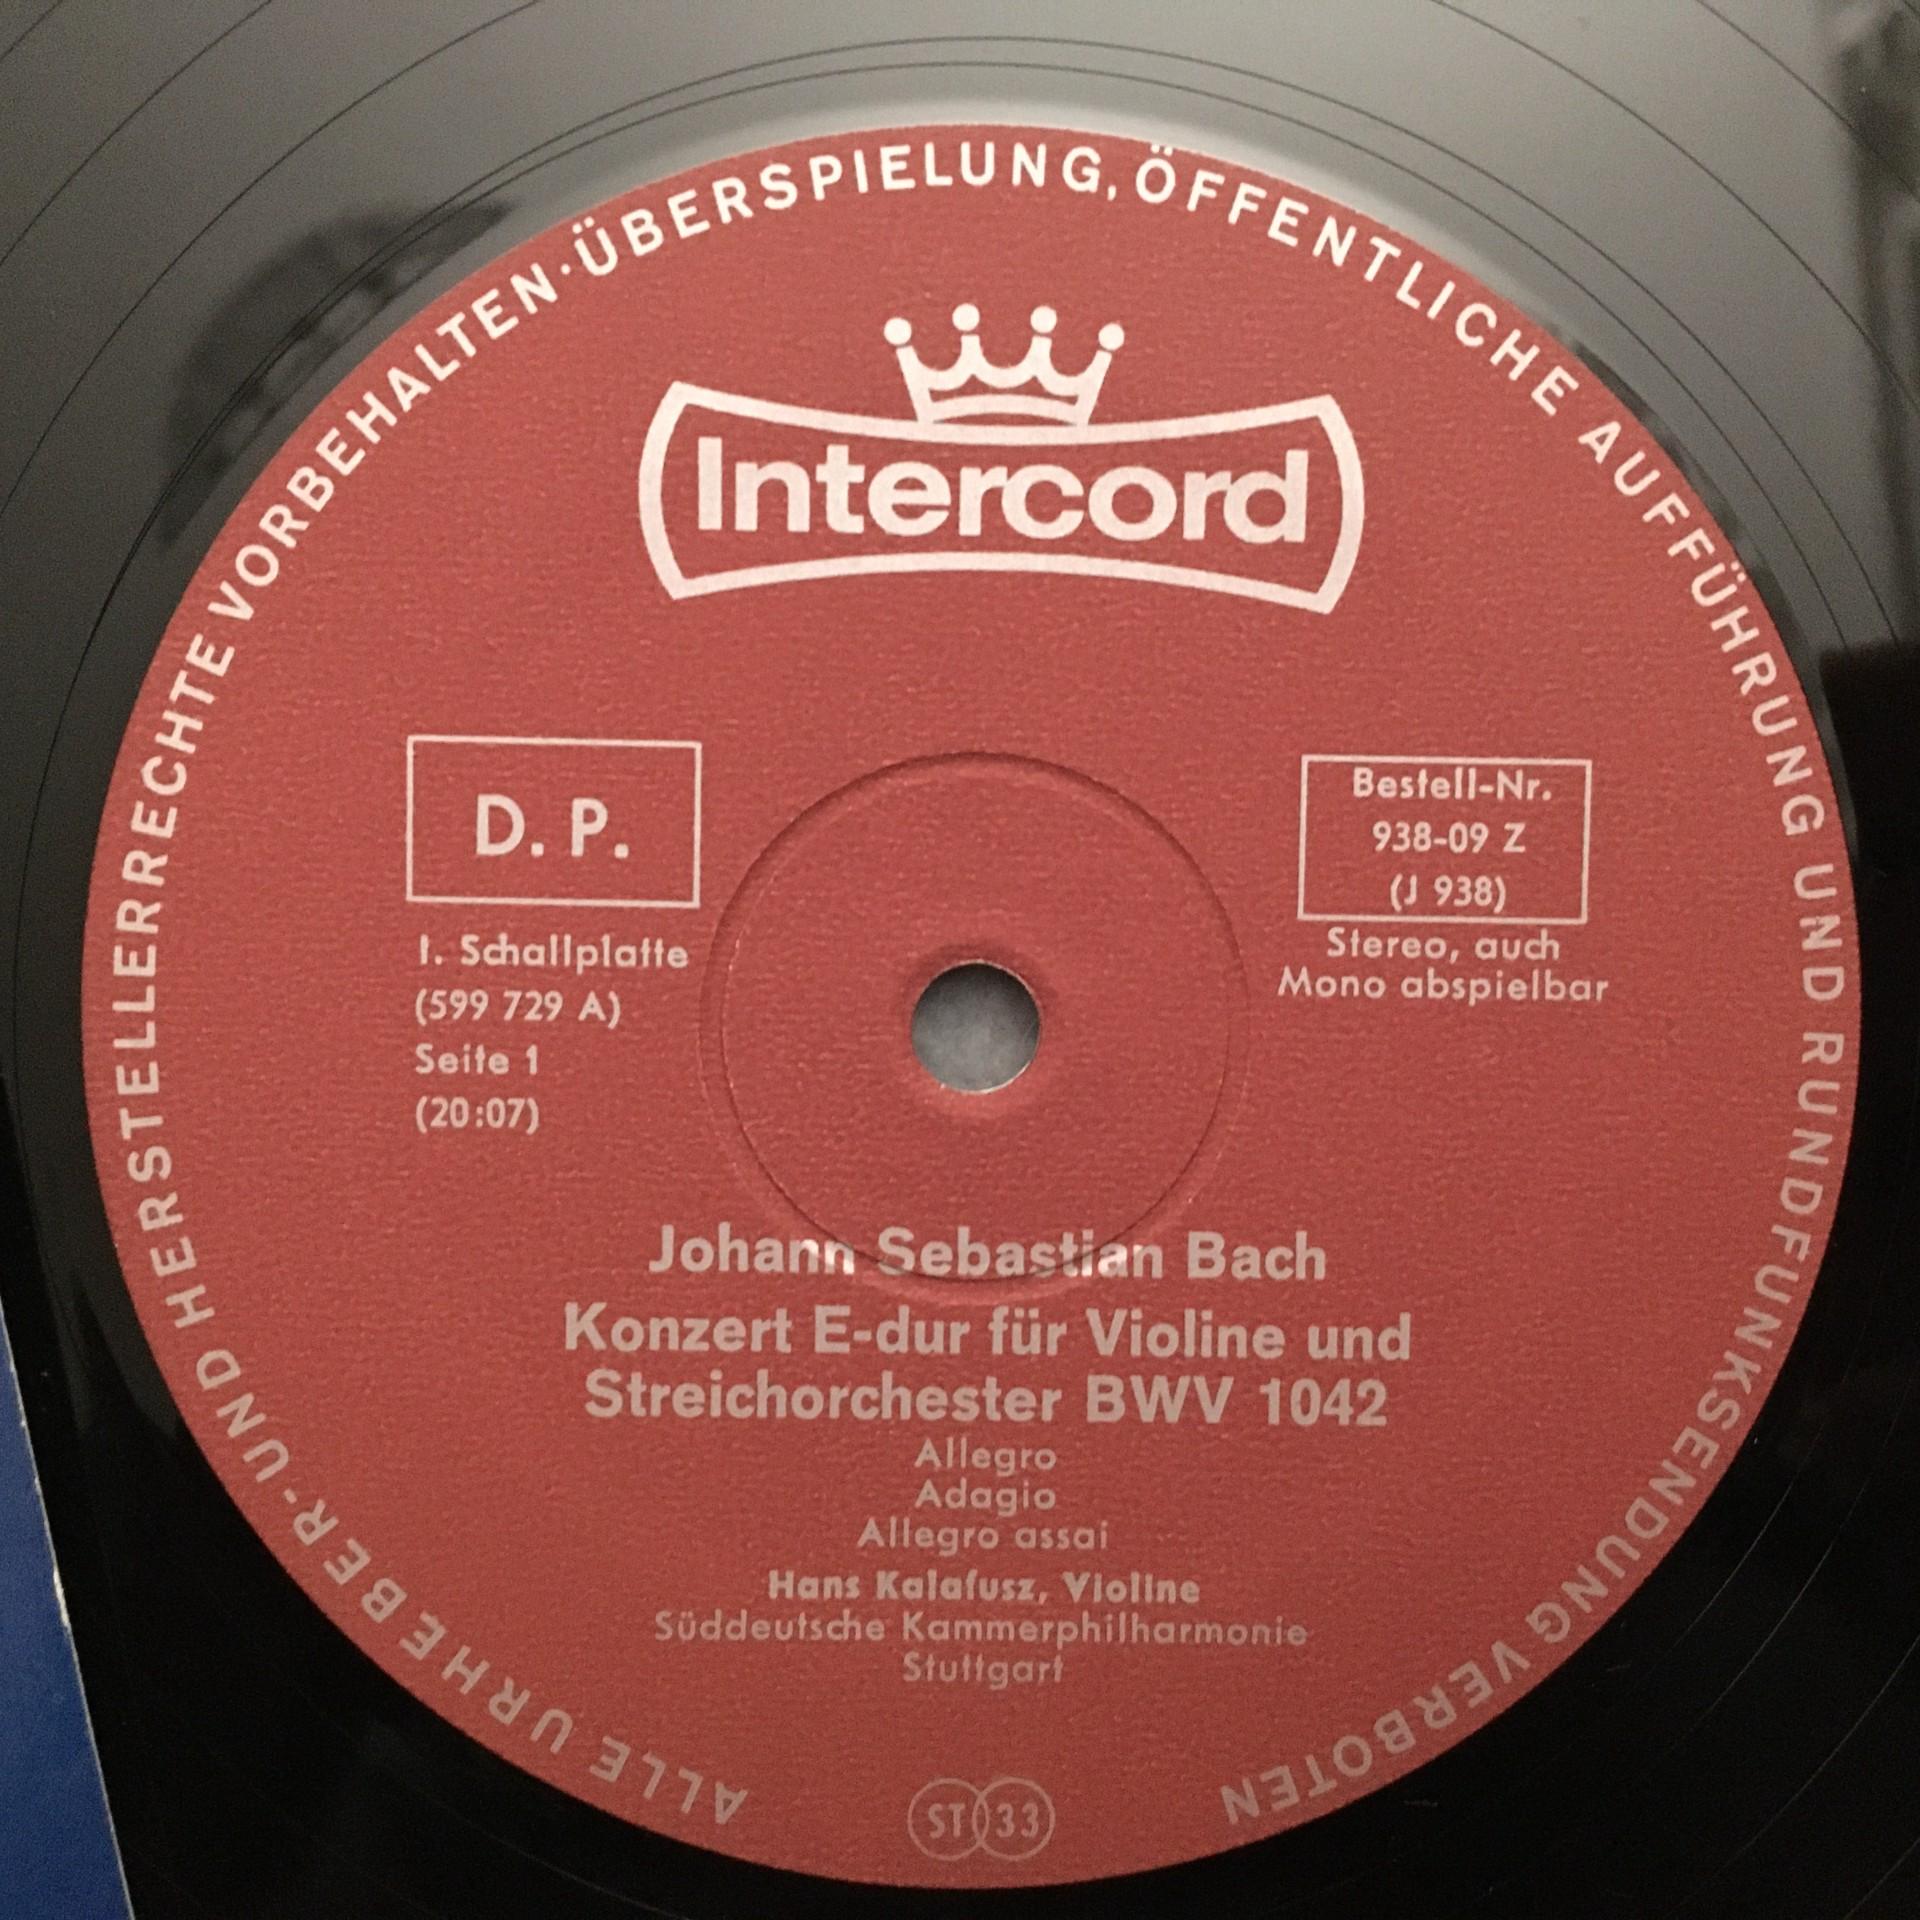 ALLE URHEBER- UND HERSTELLERRECHTE VORBEHALTEN · ÜBERSPIELUNG, ÖFFENTLICHE AUFFÜHRUNG UND RUNDFUNKSENDUNG VERBOTEN
Intercord
D. P.
I. Schallplatte
(599 729 A)
Seite 1
(20:07)
Bestell-Nr.
938-09 Z
(J 938)
Stereo, auch
Mono abspielbar
Johann Sebastian Bach
Konzert E-dur für Violine und
Streichorchester BWV 1042
Allegro
Adagio
Allegro assai
Hans Kalafusz, Violine
Süddeutsche Kammerphilharmonie
Stuttgart
ST 33